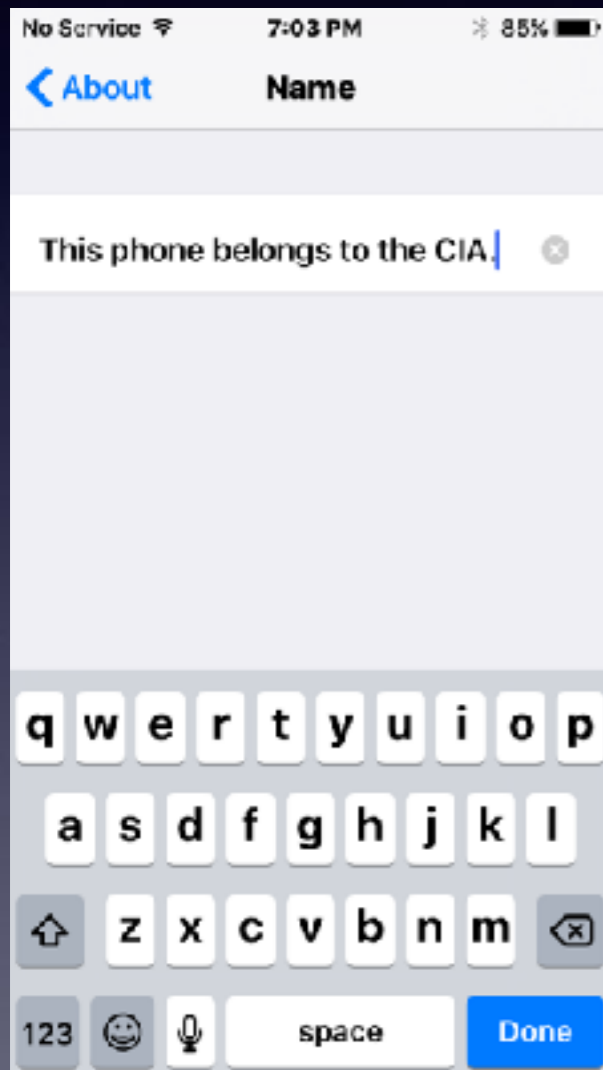 No Service 7:03 PM 85%
About Name
This phone belongs to the CIA.
q w e r t y u i o p
a s d f g h j k l
z x c v b n m
123 space Done